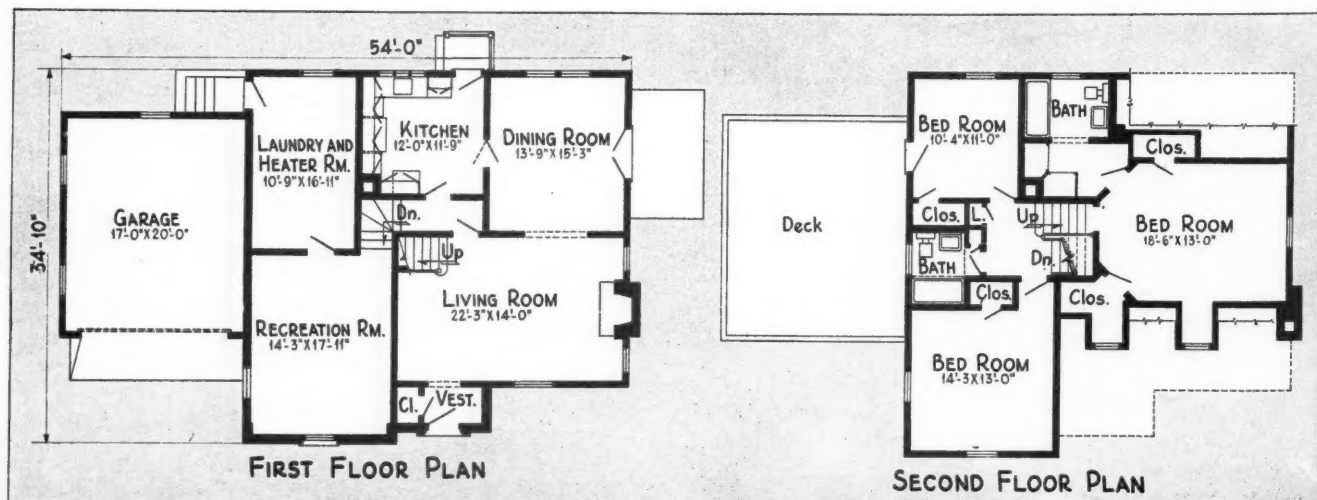 54'-0"
34'-10"
GARAGE
17'-0"X20'-0"
LAUNDRY AND
HEATER RM.
10'-9"X16'-11"
KITCHEN
12'-0"X11'-9"
DINING ROOM
13'-9"X15'-3"
Dn.
Up
LIVING ROOM
22'-3"X14'-0"
RECREATION RM.
14'-3"X17'-11"
Cl.
VEST.
FIRST FLOOR PLAN
Deck
BED ROOM
10'-4"X11'-0"
BATH
Clos.
Clos.
L.
Up
BED ROOM
18'-6"X13'-0"
BATH
Dn.
Clos.
Clos.
BED ROOM
14'-3X13'-0"
SECOND FLOOR PLAN